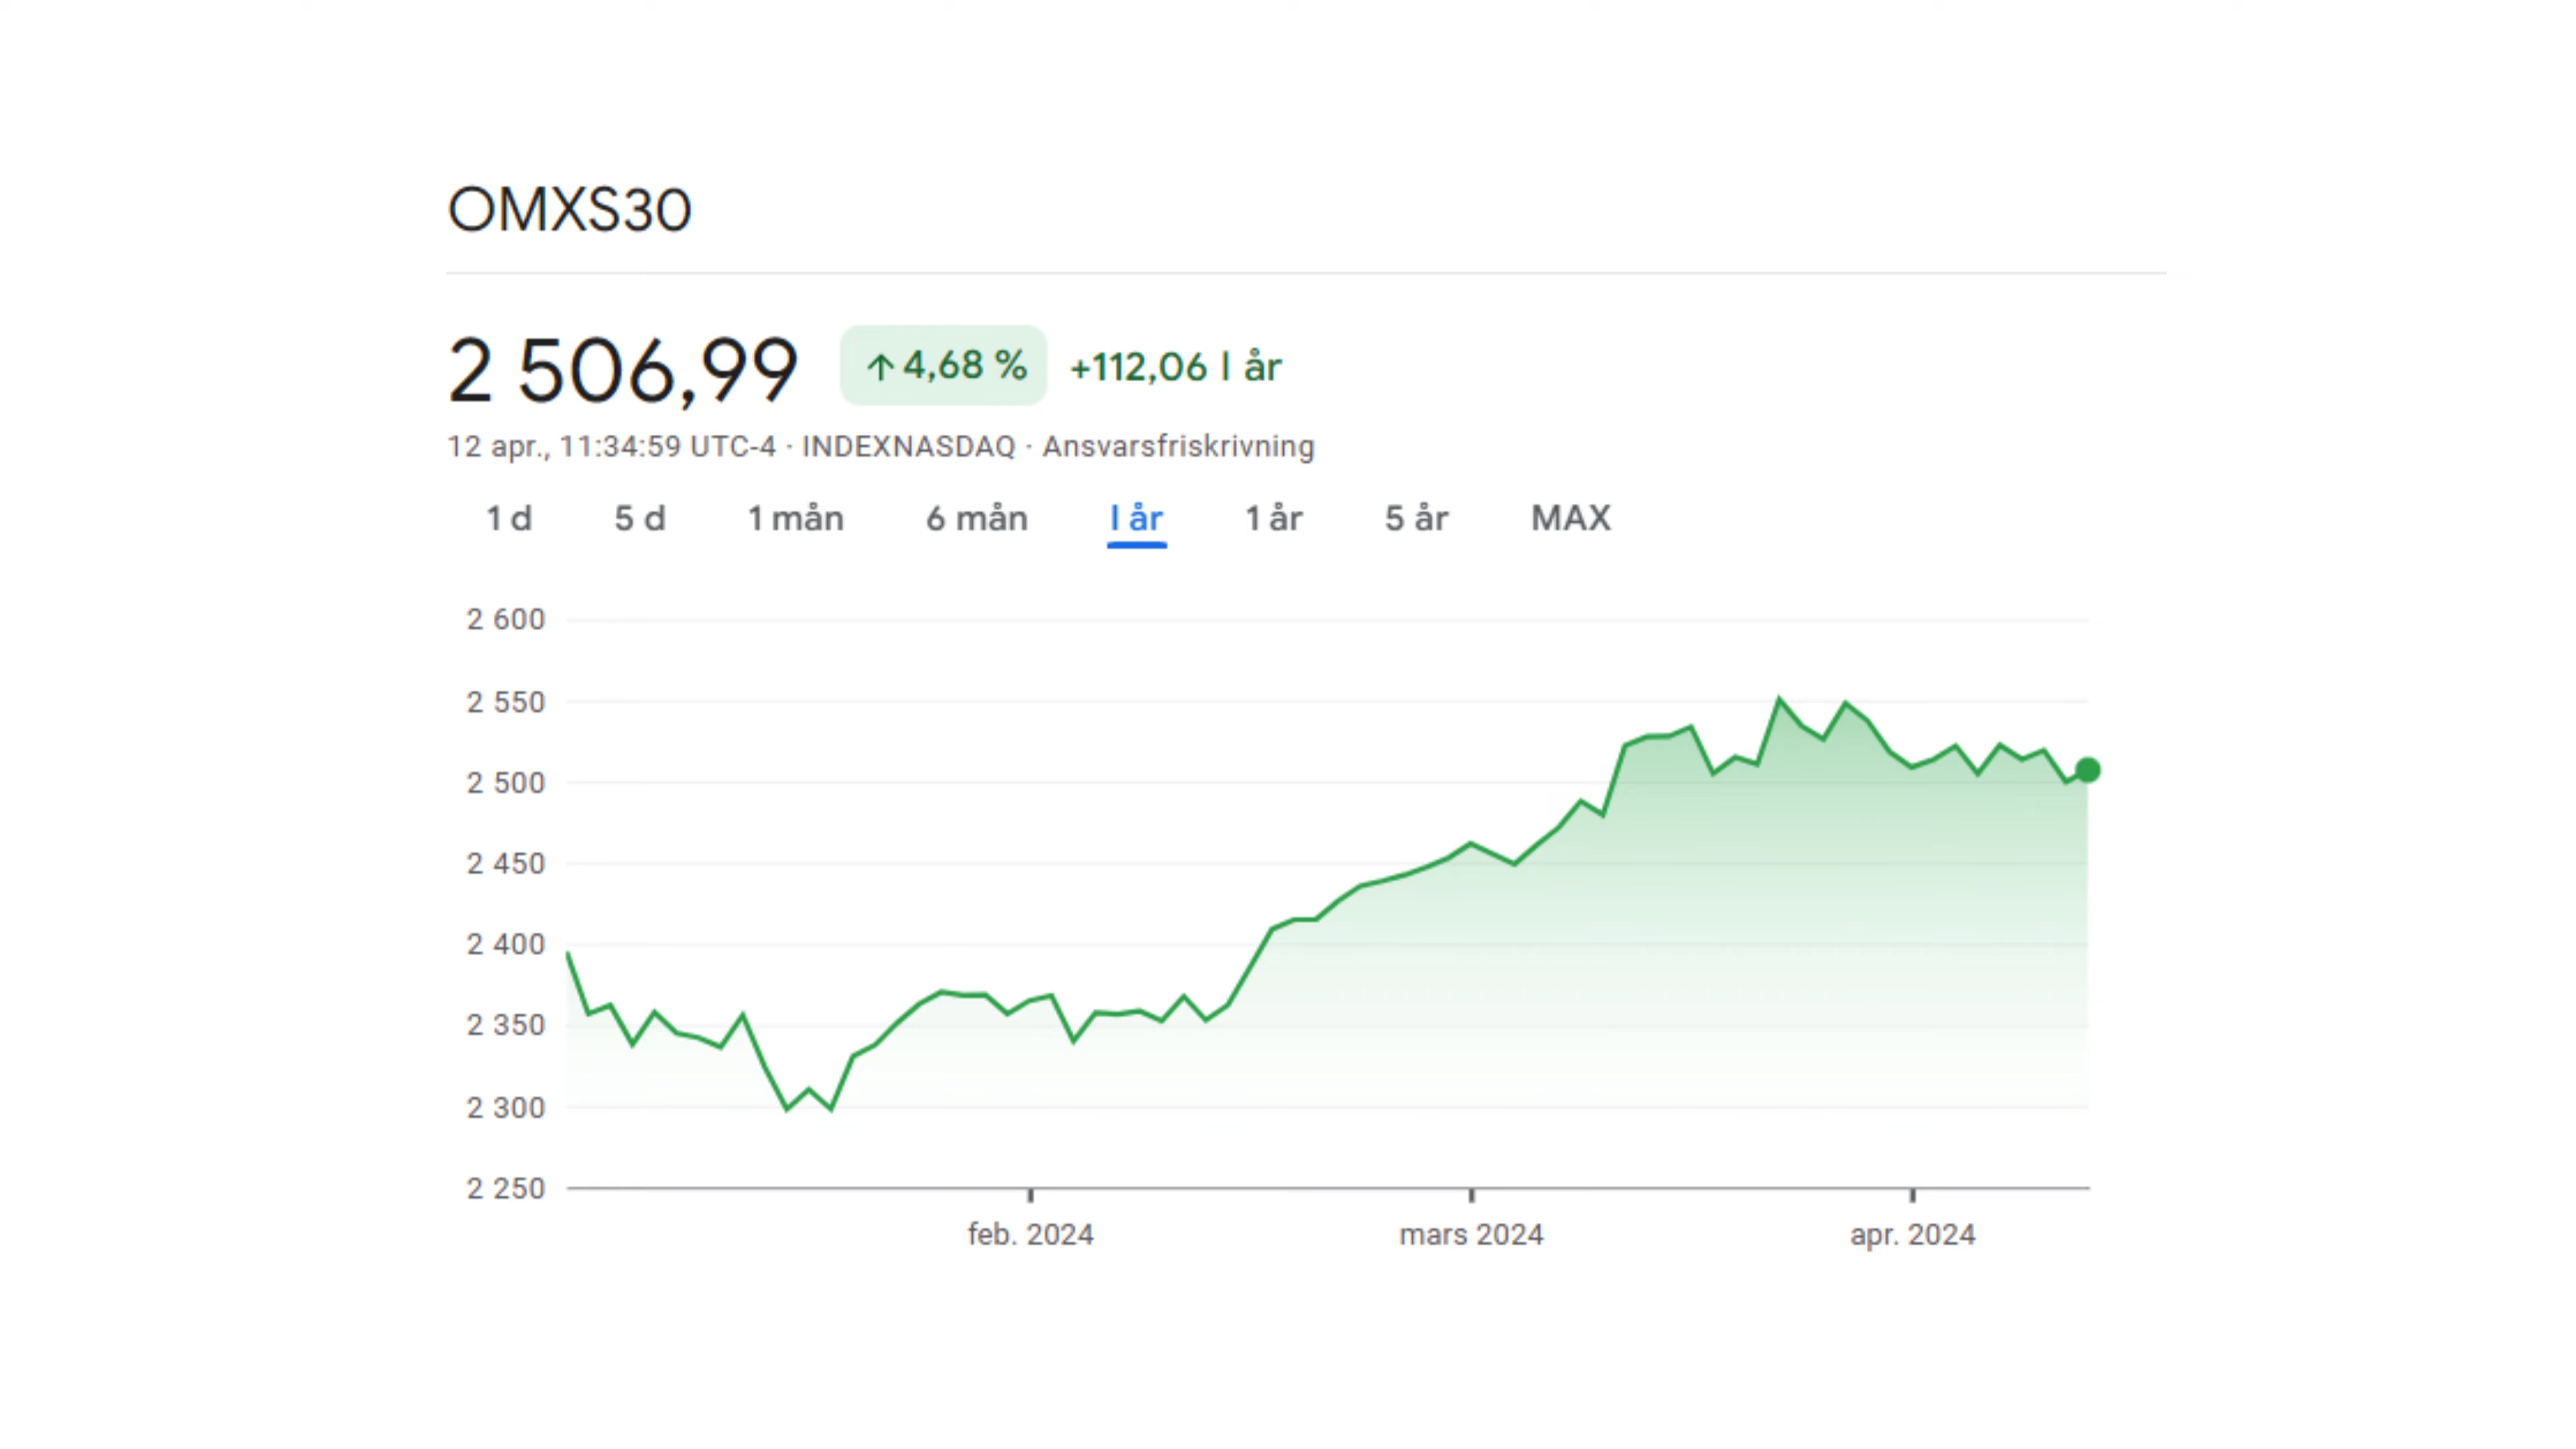 OMXS30
2 506,99 ↑ 4,68 % +112,06 I år
12 apr., 11:34:59 UTC-4 · INDEXNASDAQ · Ansvarsfriskrivning
1 d 5 d 1 mån 6 mån I år 1 år 5 år MAX
2 600
2 550
2 500
2 450
2 400
2 350
2 300
2 250
feb. 2024 mars 2024 apr. 2024